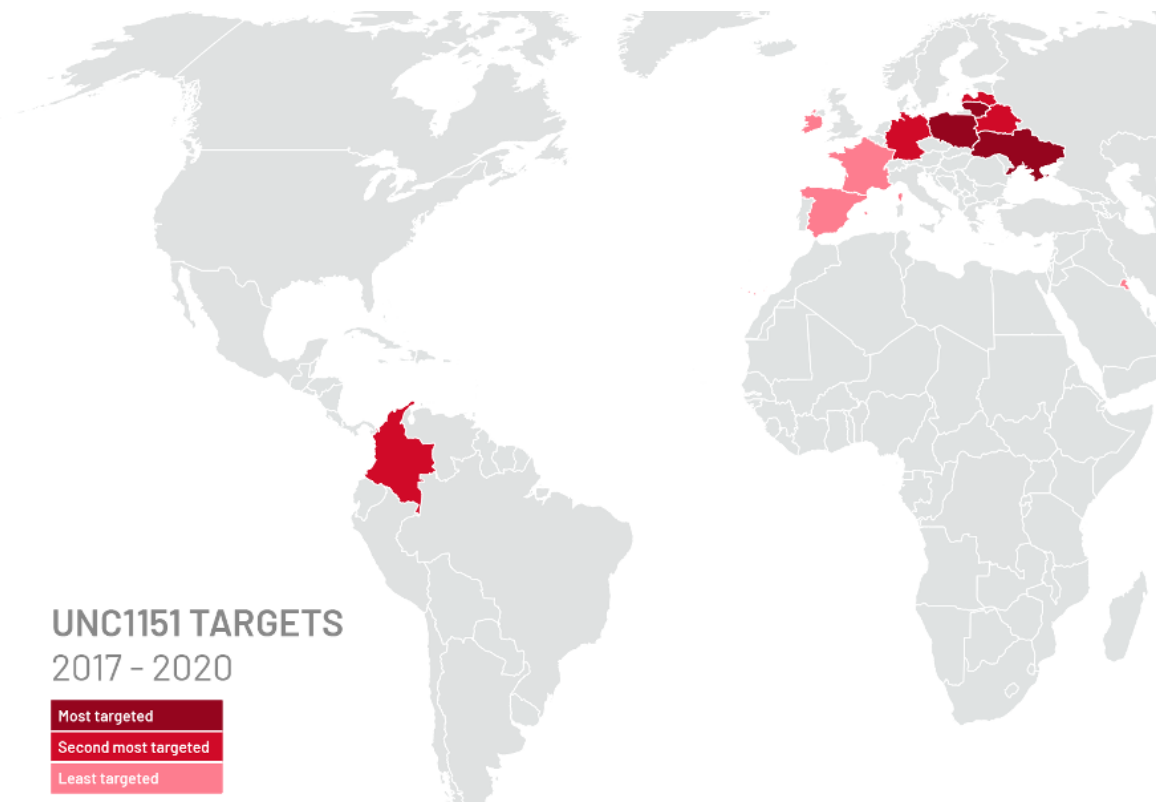 UNC1151 TARGETS
2017 - 2020
Most targeted
Second most targeted
Least targeted